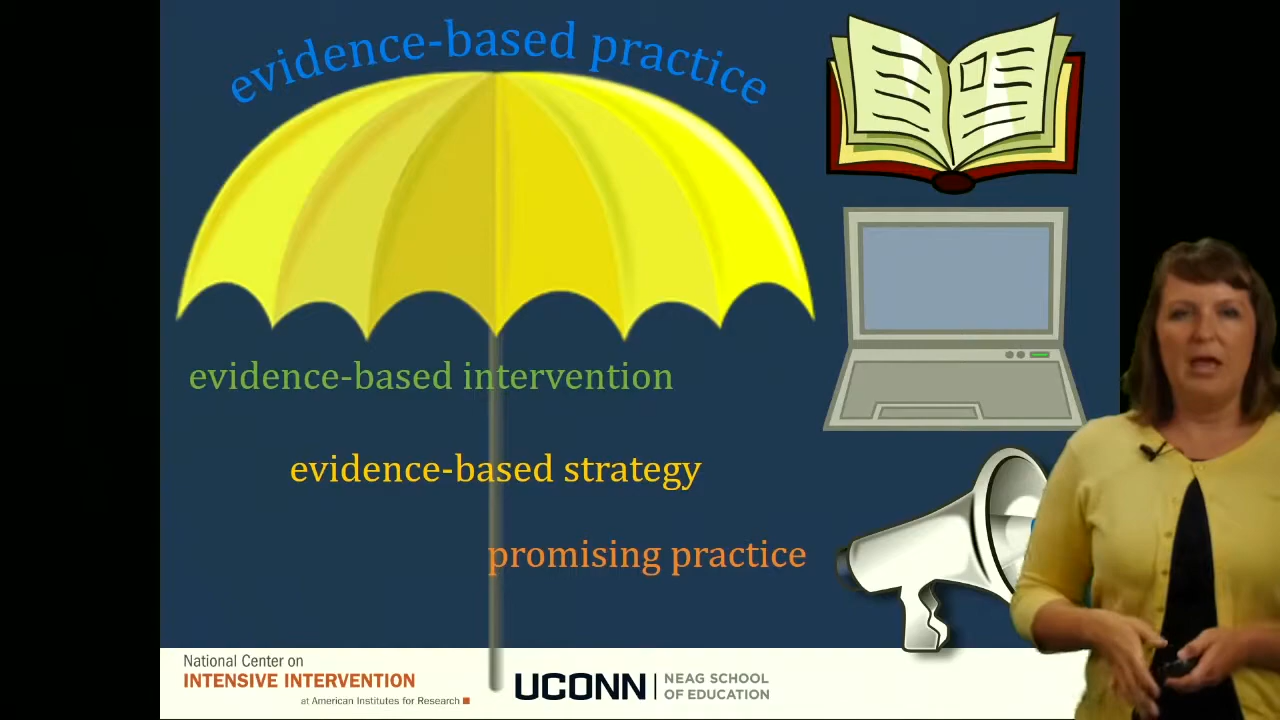 evidence-based practice
evidence-based intervention
evidence-based strategy
promising practice
National Center on
INTENSIVE INTERVENTION
at American Institutes for Research
UCONN
NEAG SCHOOL
OF EDUCATION